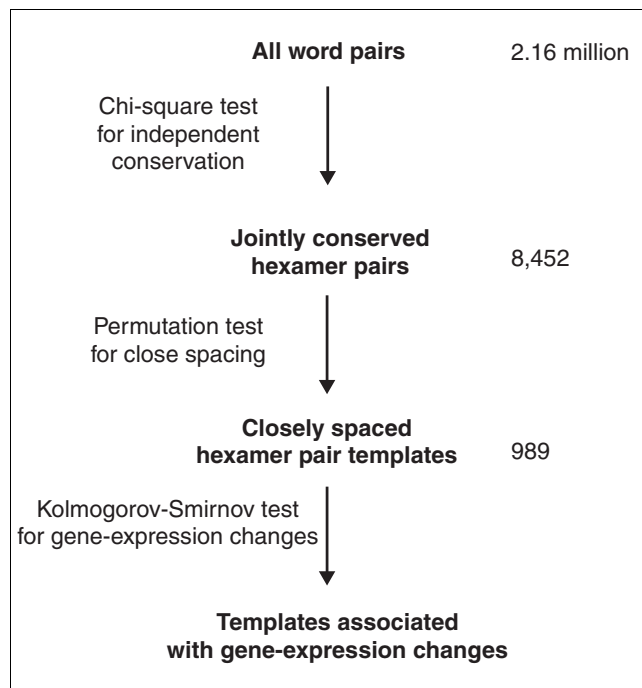 All word pairs 2.16 million
Chi-square test
for independent
conservation
Jointly conserved
hexamer pairs
8,452
Permutation test
for close spacing
Closely spaced
hexamer pair templates
989
Kolmogorov-Smirnov test
for gene-expression changes
Templates associated
with gene-expression changes